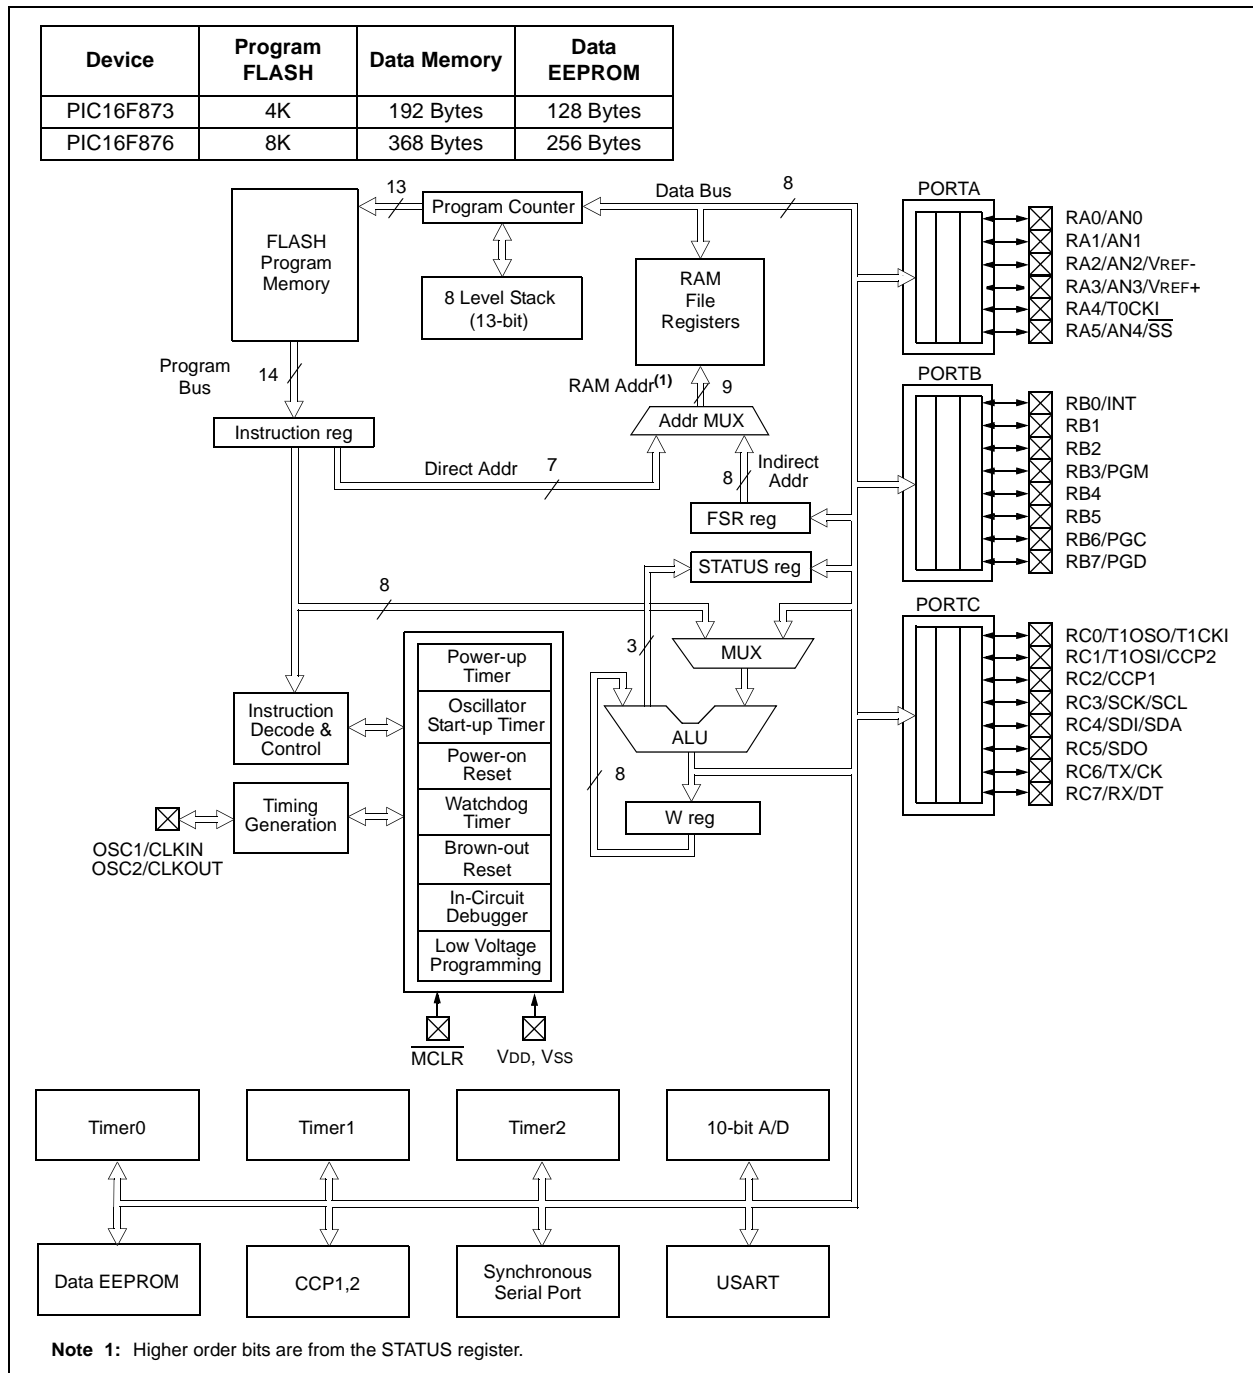 Device Program FLASH Data Memory Data EEPROM
PIC16F873 4K 192 Bytes 128 Bytes
PIC16F876 8K 368 Bytes 256 Bytes
FLASH
Program
Memory
13
Program Counter
8 Level Stack
(13-bit)
Data Bus
8
RAM
File
Registers
Program
Bus
14
Instruction reg
RAM Addr(1)
9
Addr MUX
Direct Addr
7
8
Indirect
Addr
FSR reg
STATUS reg
8
3
MUX
ALU
8
W reg
Power-up
Timer
Oscillator
Start-up Timer
Power-on
Reset
Watchdog
Timer
Brown-out
Reset
In-Circuit
Debugger
Low Voltage
Programming
Instruction
Decode &
Control
Timing
Generation
OSC1/CLKIN
OSC2/CLKOUT
MCLR
VDD, VSS
PORTA
RA0/AN0
RA1/AN1
RA2/AN2/VREF-
RA3/AN3/VREF+
RA4/T0CKI
RA5/AN4/SS
PORTB
RB0/INT
RB1
RB2
RB3/PGM
RB4
RB5
RB6/PGC
RB7/PGD
PORTC
RC0/T1OSO/T1CKI
RC1/T1OSI/CCP2
RC2/CCP1
RC3/SCK/SCL
RC4/SDI/SDA
RC5/SDO
RC6/TX/CK
RC7/RX/DT
Timer0
Timer1
Timer2
10-bit A/D
Data EEPROM
CCP1,2
Synchronous
Serial Port
USART
Note 1: Higher order bits are from the STATUS register.